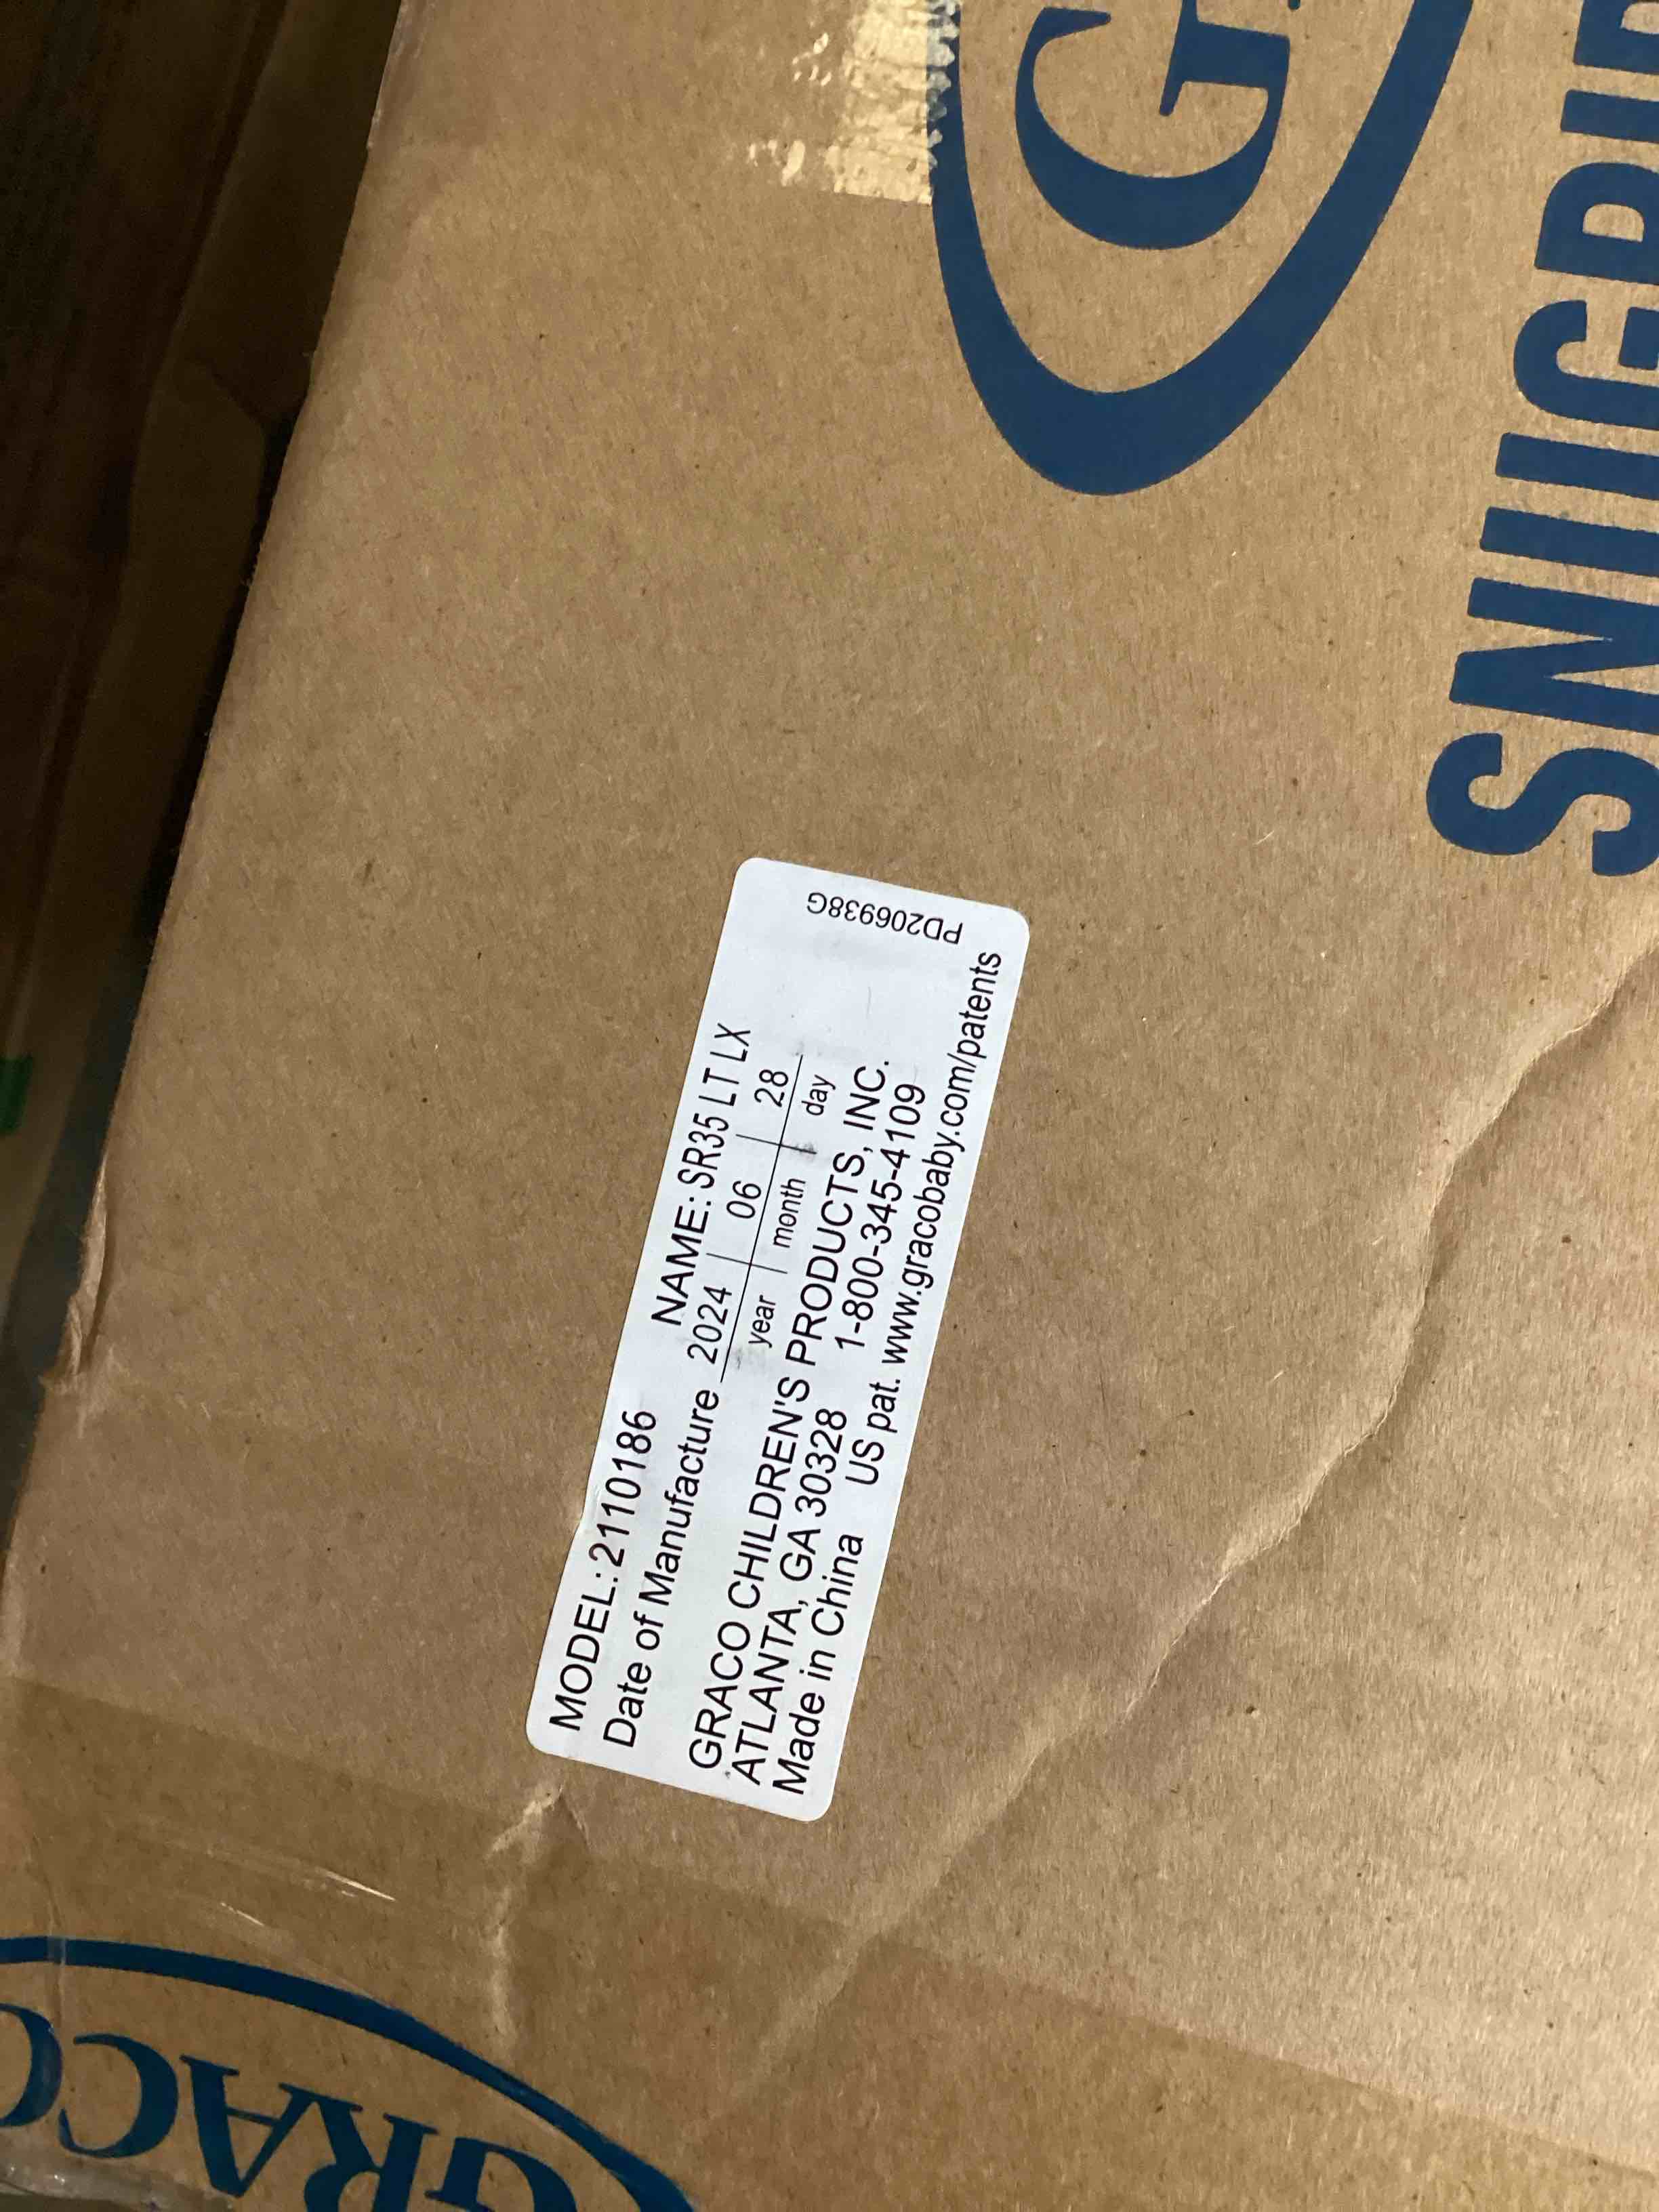 MODEL: 2110186 NAME: SR35 LT LX
Date of Manufacture 2024 06 28
year month day
GRACO CHILDREN'S PRODUCTS, INC.
ATLANTA, GA 30328 1-800-345-4109
Made in China US pat. www.gracobaby.com/patents
PD206938G
GRACO